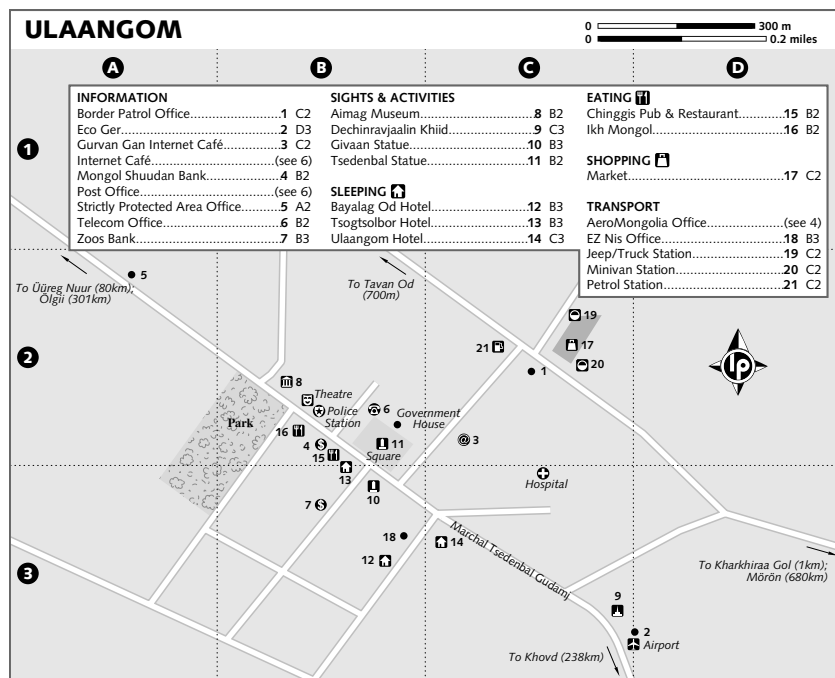 ULAANGOM
0 300 m
0 0.2 miles
A B C D
1
2
3
INFORMATION
Border Patrol Office 1 C2
Eco Ger 2 D3
Gurvan Gan Internet Café 3 C2
Internet Café (see 6)
Mongol Shuudan Bank 4 B2
Post Office (see 6)
Strictly Protected Area Office 5 A2
Telecom Office 6 B2
Zoos Bank 7 B3
SIGHTS & ACTIVITIES
Aimag Museum 8 B2
Dechinravjaalin Khiid 9 C3
Givaan Statue 10 B3
Tsedenbal Statue 11 B2
SLEEPING
Bayalag Od Hotel 12 B3
Tsogtsolbor Hotel 13 B3
Ulaangom Hotel 14 C3
EATING
Chinggis Pub & Restaurant 15 B2
Ikh Mongol 16 B2
SHOPPING
Market 17 C2
TRANSPORT
AeroMongolia Office (see 4)
EZ Nis Office 18 B3
Jeep/Truck Station 19 C2
Minivan Station 20 C2
Petrol Station 21 C2
5
To Üüreg Nuur (80km);
Ölgii (301km)
To Tavan Od
(700m)
19
17
20
21
1
lp
8
Theatre
Police
Station
6
Government
House
Park
16
4
15
13
11
Square
3
10
Hospital
7
18
12
14
Marchal Tsedenbal Gudamj
To Kharkhiraa Gol (1km);
Mörön (680km)
9
2
Airport
To Khovd (238km)